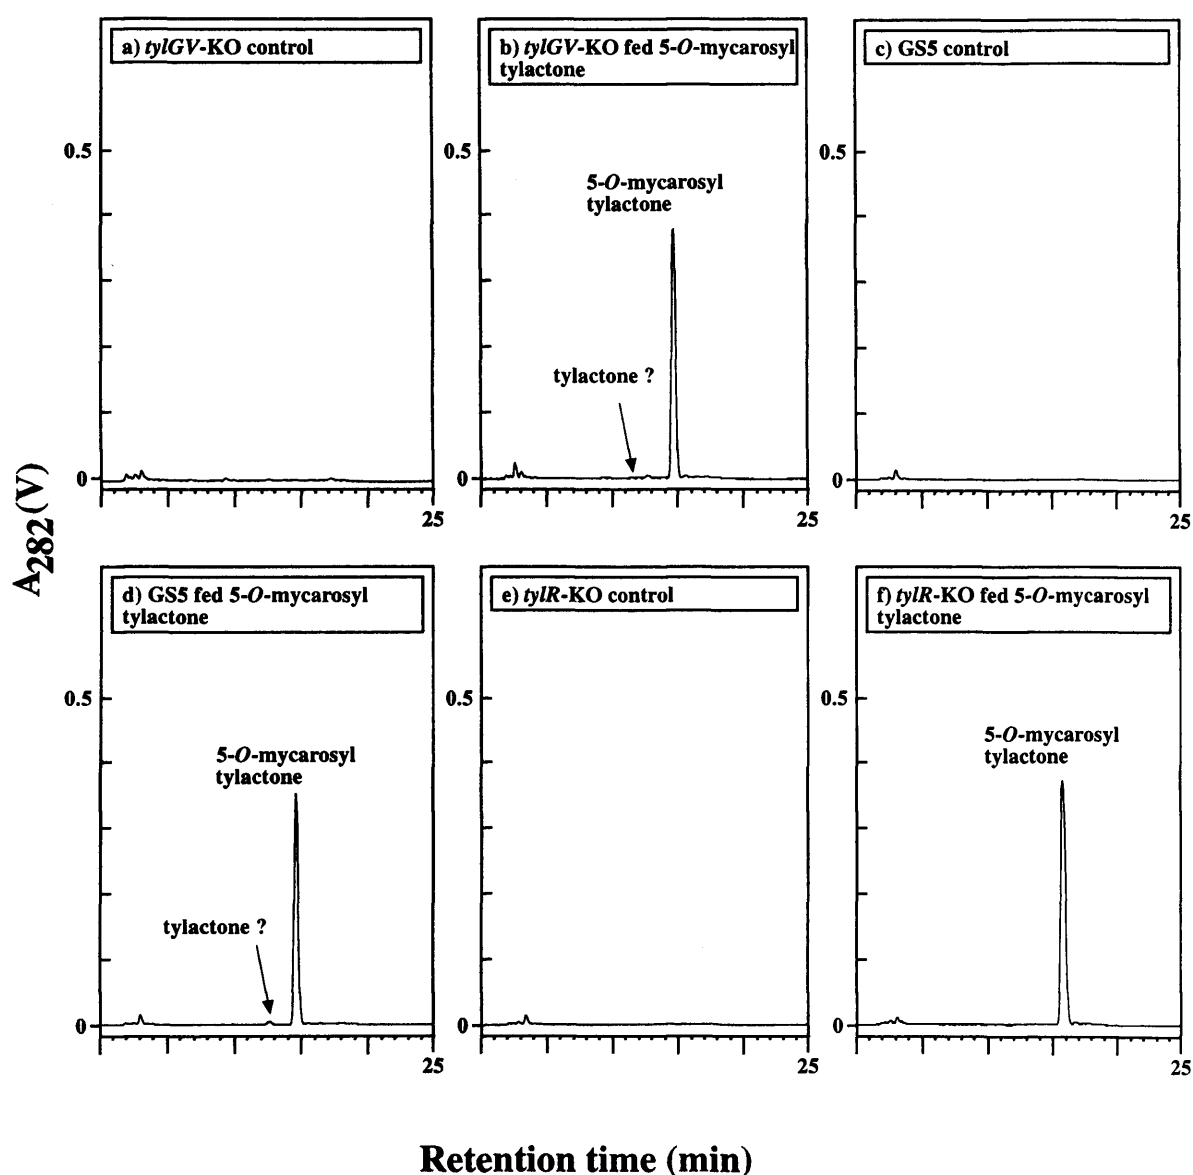 a) tylGV-KO control
0.5
0
25
b) tylGV-KO fed 5-O-mycarosyl
tylactone
0.5
5-O-mycarosyl
tylactone
tylactone ?
0
25
c) GS5 control
0.5
0
25
A282(V)
d) GS5 fed 5-O-mycarosyl
tylactone
0.5
5-O-mycarosyl
tylactone
tylactone ?
0
25
e) tylR-KO control
0.5
0
25
f) tylR-KO fed 5-O-mycarosyl
tylactone
0.5
5-O-mycarosyl
tylactone
0
25
Retention time (min)